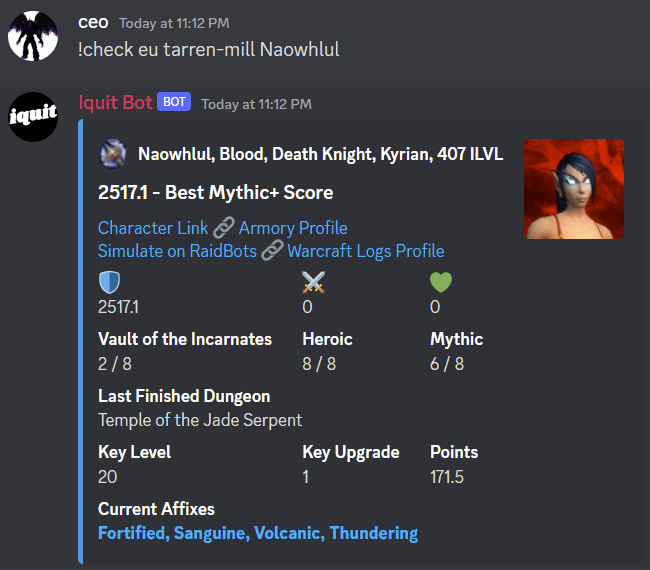 ceo Today at 11:12 PM
!check eu tarren-mill Naowhlul
iquit
Iquit Bot BOT Today at 11:12 PM
Naowhlul, Blood, Death Knight, Kyrian, 407 ILVL
2517.1 - Best Mythic+ Score
Character Link Armory Profile
Simulate on RaidBots Warcraft Logs Profile
2517.1 0 0
Vault of the Incarnates Heroic Mythic
2 / 8 8 / 8 6 / 8
Last Finished Dungeon
Temple of the Jade Serpent
Key Level Key Upgrade Points
20 1 171.5
Current Affixes
Fortified, Sanguine, Volcanic, Thundering